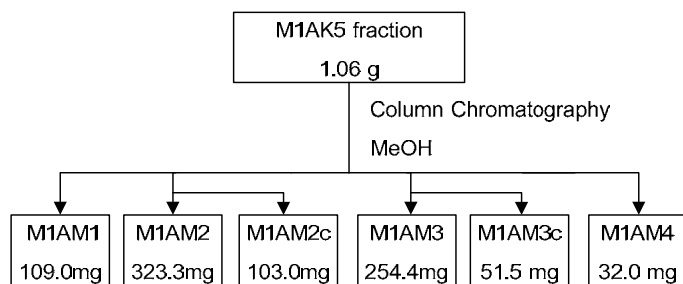 M1AK5 fraction
1.06 g
Column Chromatography
MeOH
M1AM1
109.0mg
M1AM2
323.3mg
M1AM2c
103.0mg
M1AM3
254.4mg
M1AM3c
51.5 mg
M1AM4
32.0 mg